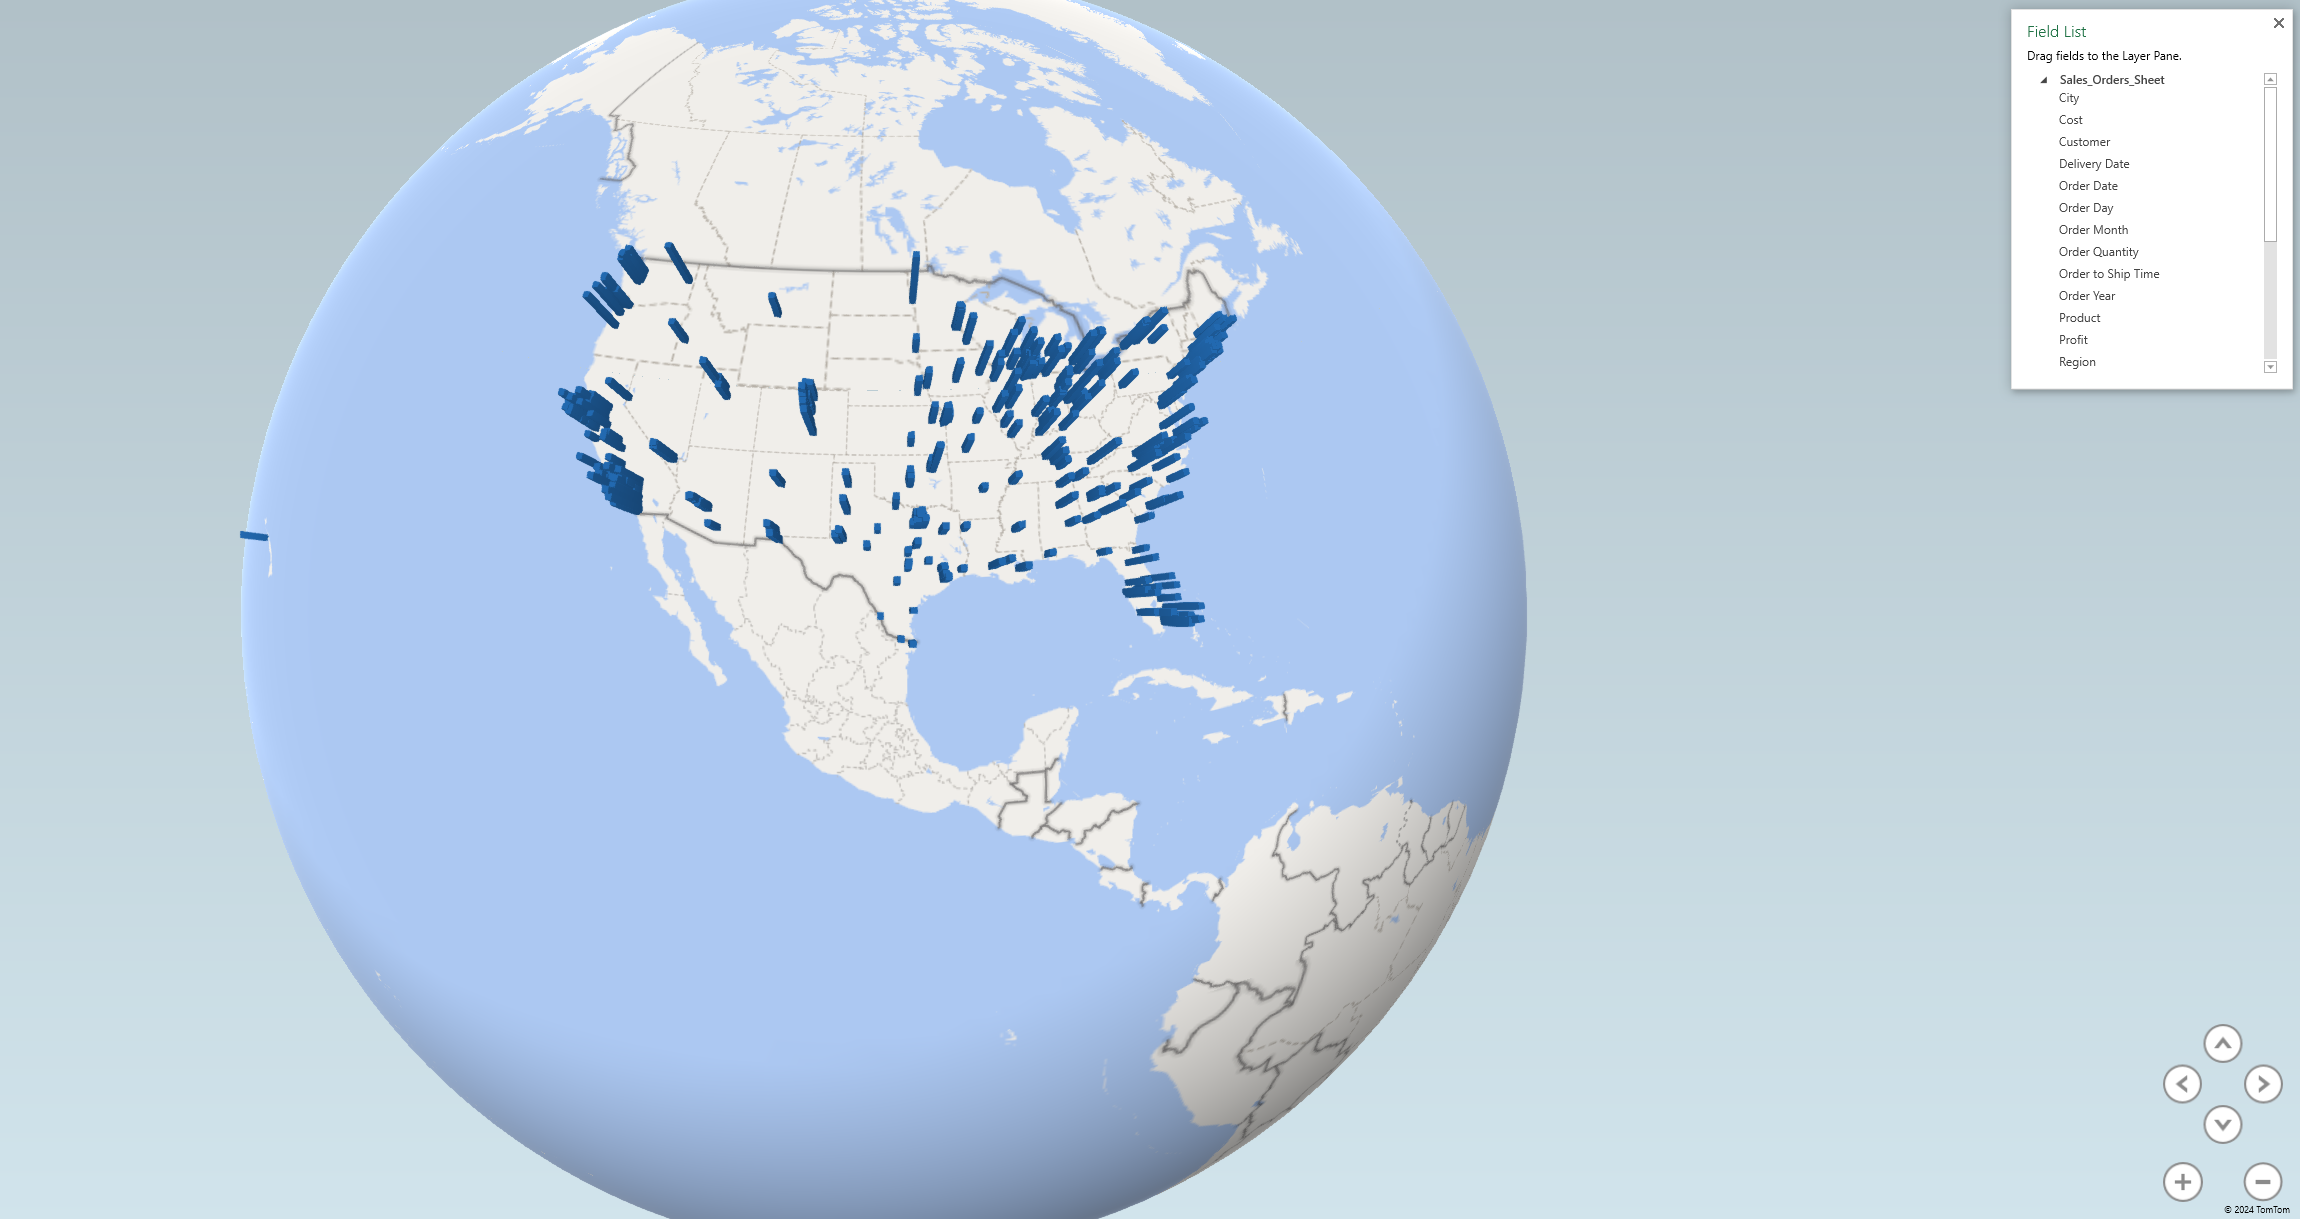 Field List
Drag fields to the Layer Pane.
Sales_Orders_Sheet
City
Cost
Customer
Delivery Date
Order Date
Order Day
Order Month
Order Quantity
Order to Ship Time
Order Year
Product
Profit
Region
© 2024 TomTom